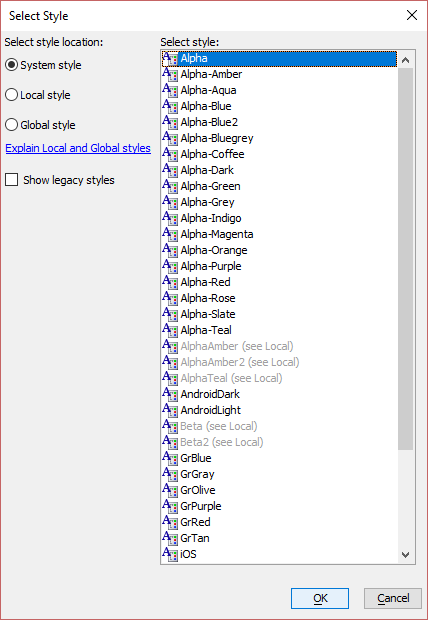 Select Style
Select style location:
System style
Local style
Global style
Explain Local and Global styles
Show legacy styles
Select style:
Alpha
Alpha-Amber
Alpha-Aqua
Alpha-Blue
Alpha-Blue2
Alpha-Bluegrey
Alpha-Coffee
Alpha-Dark
Alpha-Green
Alpha-Grey
Alpha-Indigo
Alpha-Magenta
Alpha-Orange
Alpha-Purple
Alpha-Red
Alpha-Rose
Alpha-Slate
Alpha-Teal
AlphaAmber (see Local)
AlphaAmber2 (see Local)
AlphaTeal (see Local)
AndroidDark
AndroidLight
Beta (see Local)
Beta2 (see Local)
GrBlue
GrGray
GrOlive
GrPurple
GrRed
GrTan
iOS
OK
Cancel